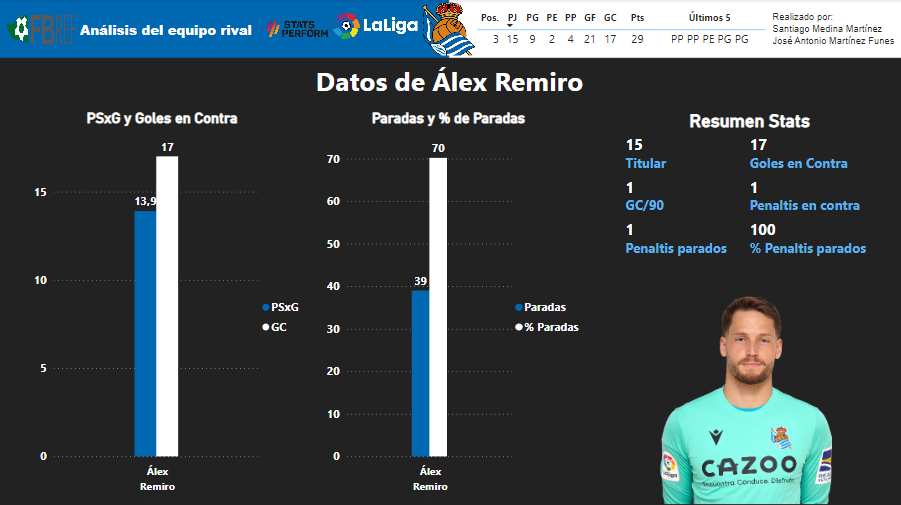 FBREF
Análisis del equipo rival
STATS
PERFORM
LaLiga
Pos. PJ PG PE PP GF GC Pts Últimos 5
3 15 9 2 4 21 17 29 PP PP PE PG PG
Realizado por:
Santiago Medina Martínez
José Antonio Martínez Funes
Datos de Álex Remiro
PSxG y Goles en Contra
17
15
13,9
10
5
0
Álex
Remiro
PSxG
GC
Paradas y % de Paradas
70
70
60
50
40
39
30
20
10
0
Álex
Remiro
Paradas
% Paradas
Resumen Stats
15 17
Titular Goles en Contra
1 1
GC/90 Penaltis en contra
1 100
Penaltis parados % Penaltis parados
CAZOO
Encuentra. Conduce. Disfruta.
LaLiga